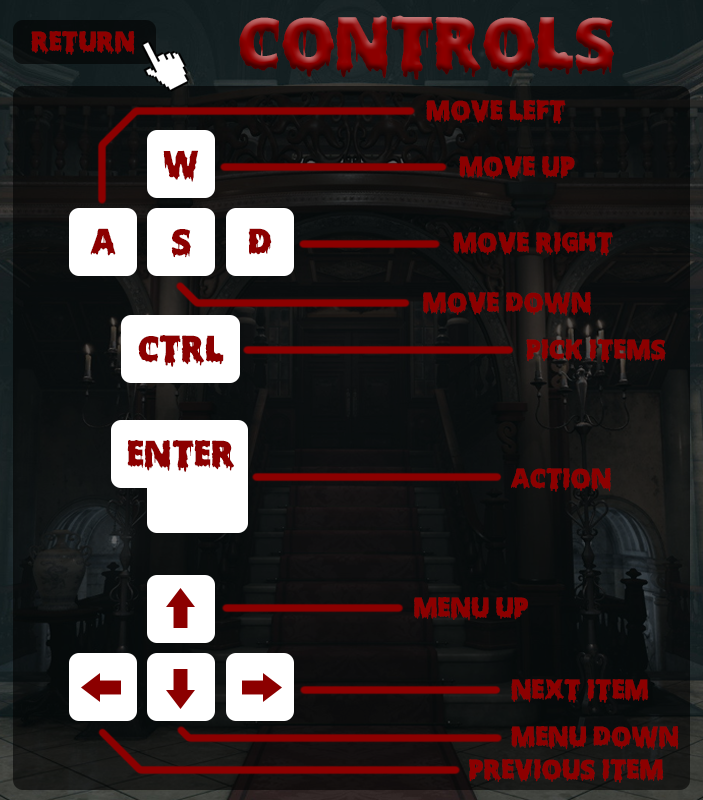 RETURN
CONTROLS
MOVE LEFT
W
MOVE UP
A S D
MOVE RIGHT
MOVE DOWN
CTRL
PICK ITEMS
ENTER
ACTION
MENU UP
NEXT ITEM
MENU DOWN
PREVIOUS ITEM